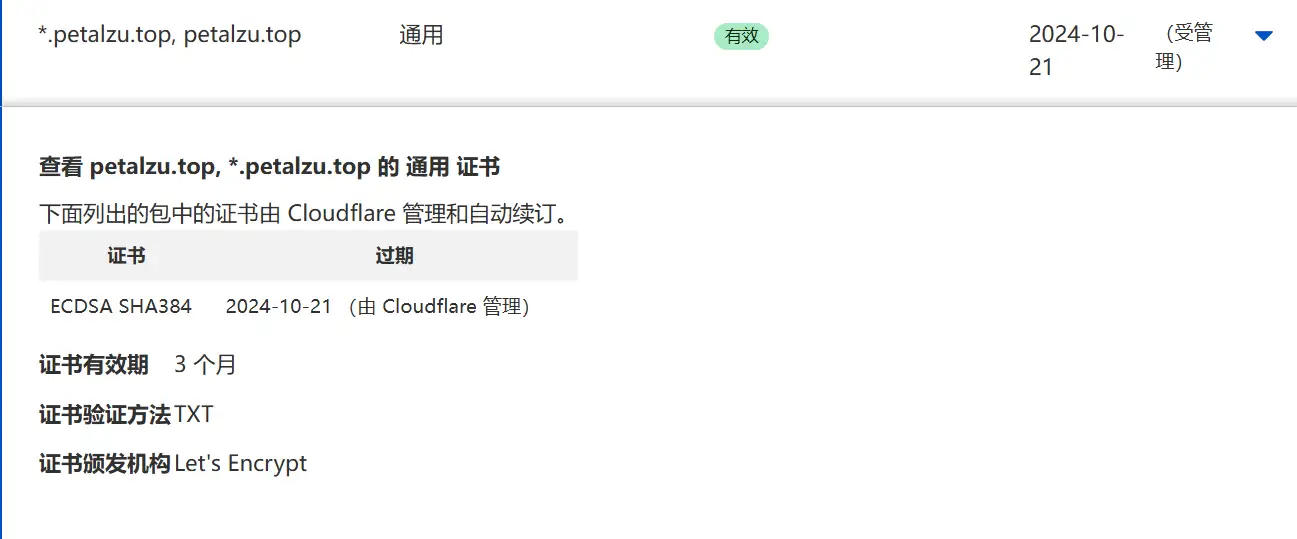 *.petalzu.top, petalzu.top 通用 有效 2024-10-21 （受管理）
查看 petalzu.top, *.petalzu.top 的 通用 证书
下面列出的包中的证书由 Cloudflare 管理和自动续订。
证书 过期
ECDSA SHA384 2024-10-21 （由 Cloudflare 管理）
证书有效期 3 个月
证书验证方法 TXT
证书颁发机构 Let's Encrypt